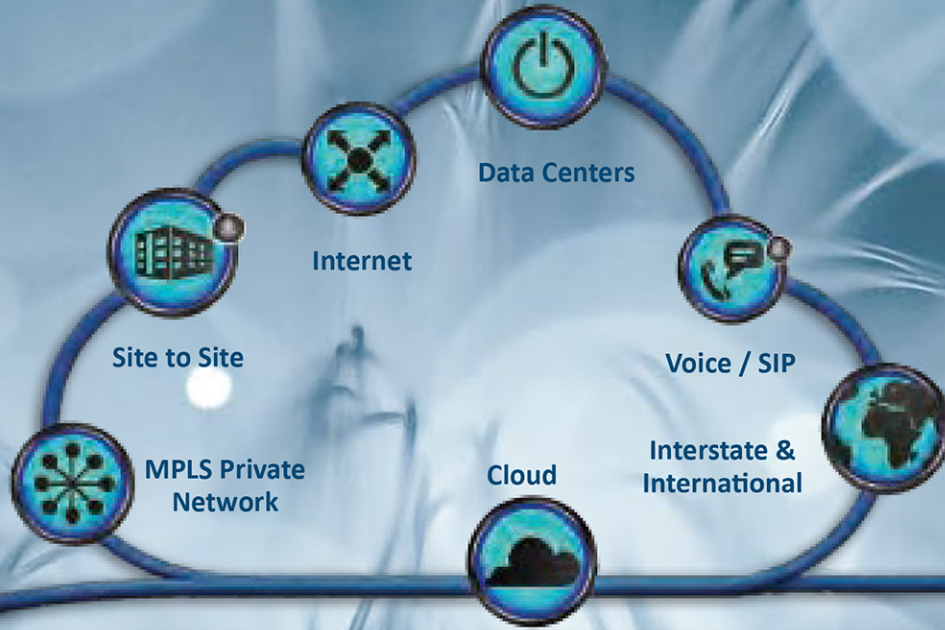 Data Centers
Internet
Site to Site
Voice / SIP
MPLS Private
Network
Cloud
Interstate &
International